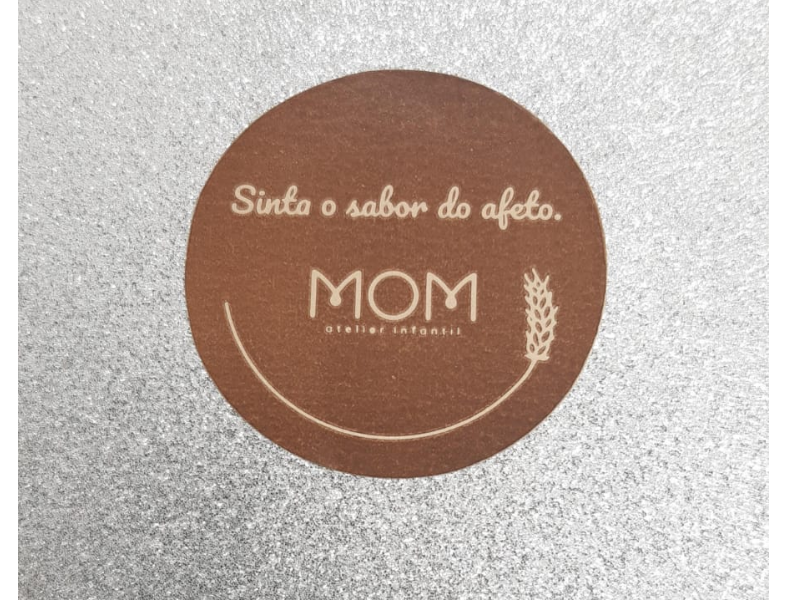 Sinta o sabor do afeto.
MOM
atelier infantil